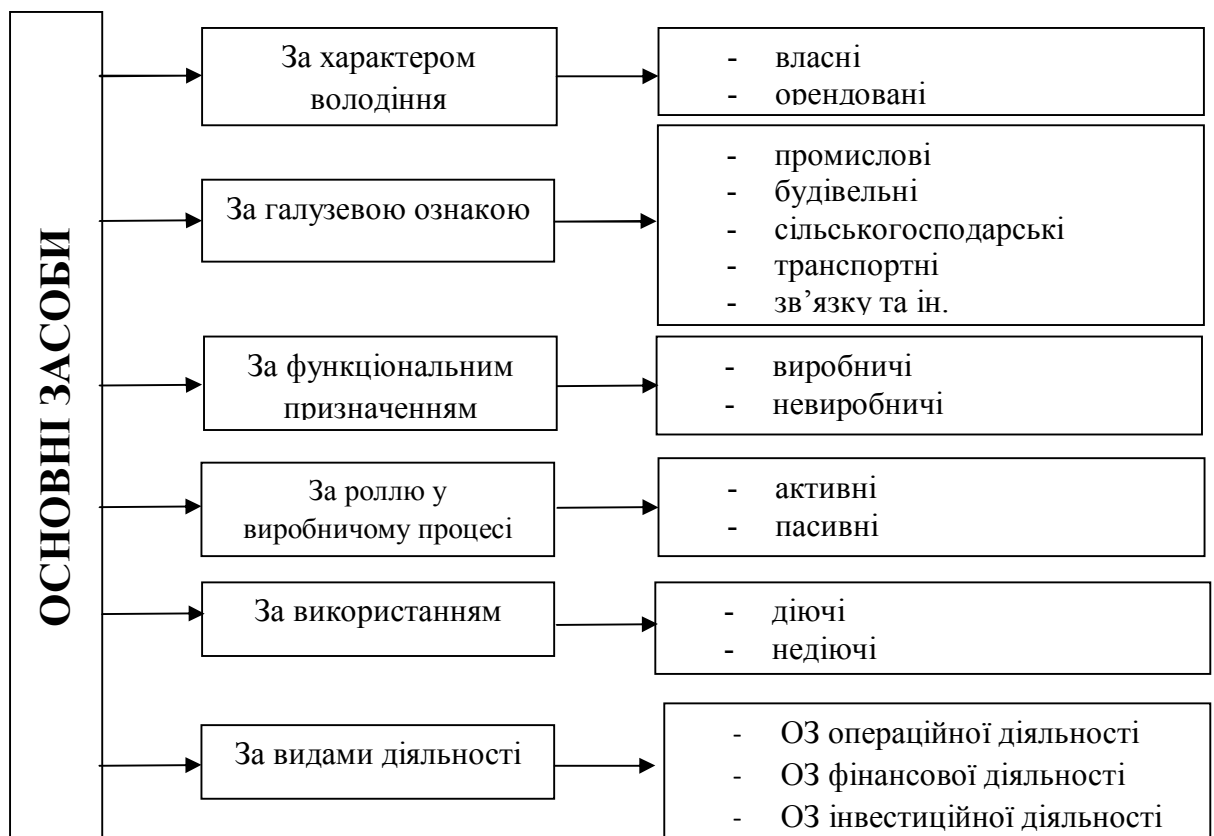 ОСНОВНІ ЗАСОБИ
За характером
володіння
- власні
- орендовані
За галузевою ознакою
- промислові
- будівельні
- сільськогосподарські
- транспортні
- зв’язку та ін.
За функціональним
призначенням
- виробничі
- невиробничі
За роллю у
виробничому процесі
- активні
- пасивні
За використанням
- діючі
- недіючі
За видами діяльності
- ОЗ операційної діяльності
- ОЗ фінансової діяльності
- ОЗ інвестиційної діяльності